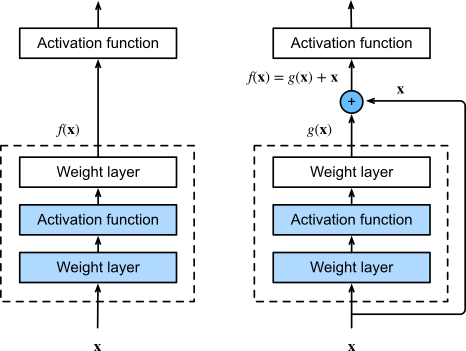 Activation function
f(x)
Weight layer
Activation function
Weight layer
x
Activation function
f(x) = g(x) + x
+
x
g(x)
Weight layer
Activation function
Weight layer
x